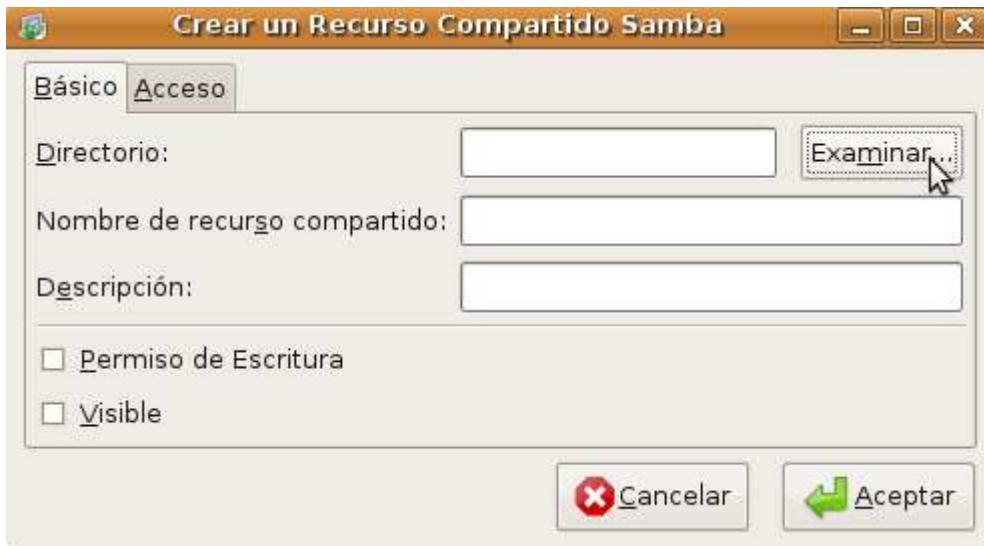 Crear un Recurso Compartido Samba
Básico Acceso
Directorio: Examinar...
Nombre de recurso compartido:
Descripción:
Permiso de Escritura
Visible
Cancelar Aceptar